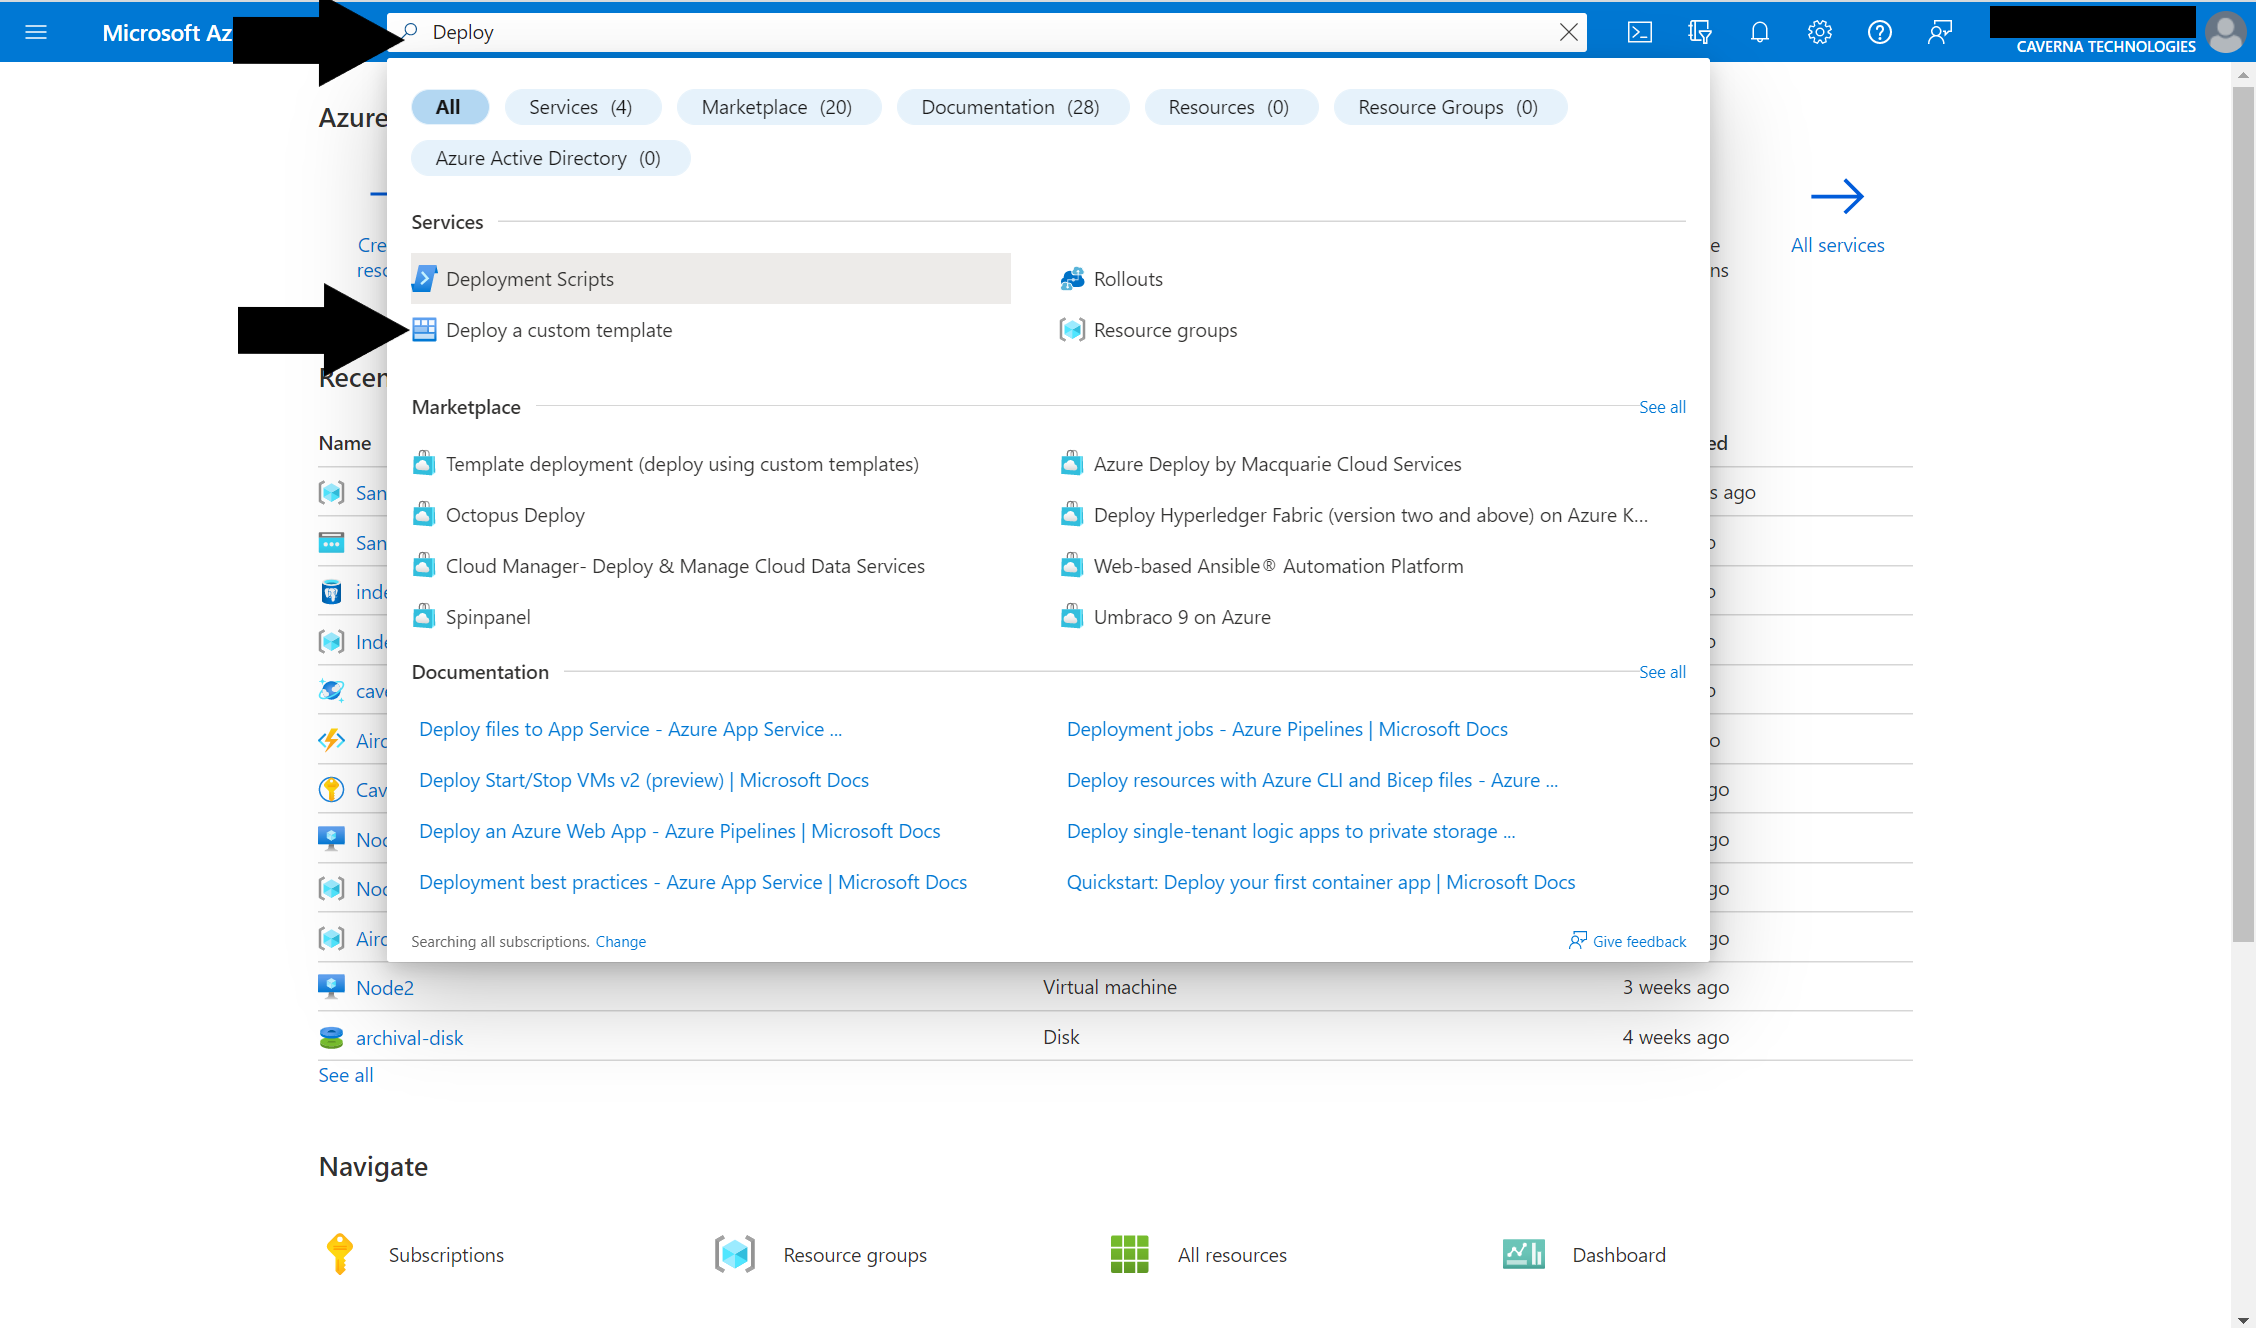 Microsoft Az
Deploy
CAVERNA TECHNOLOGIES
All
Services (4)
Marketplace (20)
Documentation (28)
Resources (0)
Resource Groups (0)
Azure Active Directory (0)
Azure
Services
Cre
Deployment Scripts
Rollouts
Deploy a custom template
Resource groups
e
ns
All services
Recen
Marketplace
See all
Name
ed
Template deployment (deploy using custom templates)
Azure Deploy by Macquarie Cloud Services
San
s ago
Octopus Deploy
Deploy Hyperledger Fabric (version two and above) on Azure K...
San
Cloud Manager- Deploy & Manage Cloud Data Services
Web-based Ansible® Automation Platform
inde
Spinpanel
Umbraco 9 on Azure
Inde
Documentation
See all
cave
Deploy files to App Service - Azure App Service ...
Deployment jobs - Azure Pipelines | Microsoft Docs
Airc
o
Deploy Start/Stop VMs v2 (preview) | Microsoft Docs
Deploy resources with Azure CLI and Bicep files - Azure ...
Cav
go
Deploy an Azure Web App - Azure Pipelines | Microsoft Docs
Deploy single-tenant logic apps to private storage ...
Noc
go
Deployment best practices - Azure App Service | Microsoft Docs
Quickstart: Deploy your first container app | Microsoft Docs
Noc
go
Searching all subscriptions. Change
Give feedback
Airc
go
Node2
Virtual machine
3 weeks ago
archival-disk
Disk
4 weeks ago
See all
Navigate
Subscriptions
Resource groups
All resources
Dashboard